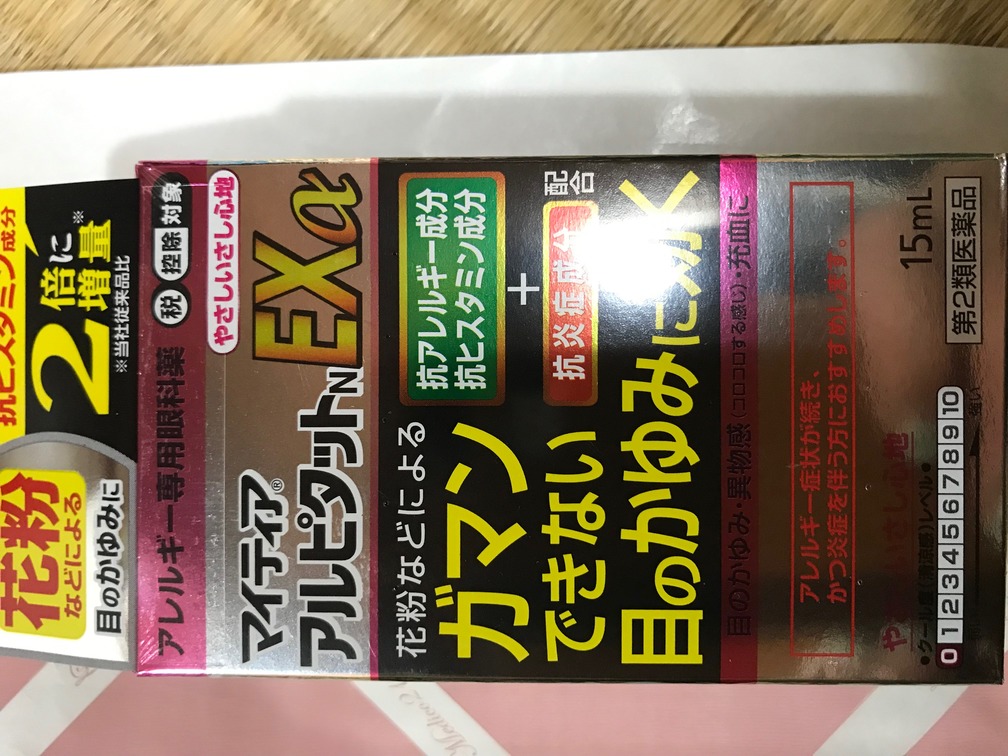 抗ヒスタミン成分
2倍に
増量※
※当社従来品比
花粉
などによる
目のかゆみに
アレルギー専用眼科薬
税 控除 対象
やさしいさし心地
マイティア®
アルピタットN EXα
花粉などによる
ガマン
できない
目のかゆみに効く
抗アレルギー成分
抗ヒスタミン成分
+
抗炎症成分
配合
目のかゆみ・異物感(コロコロする感じ)・充血に
アレルギー症状が続き、
かつ炎症を伴う方におすすめします。
やさしいさし心地
●クール度(清涼感)レベル●
0 1 2 3 4 5 6 7 8 9 10
強い
15mL
第2類医薬品